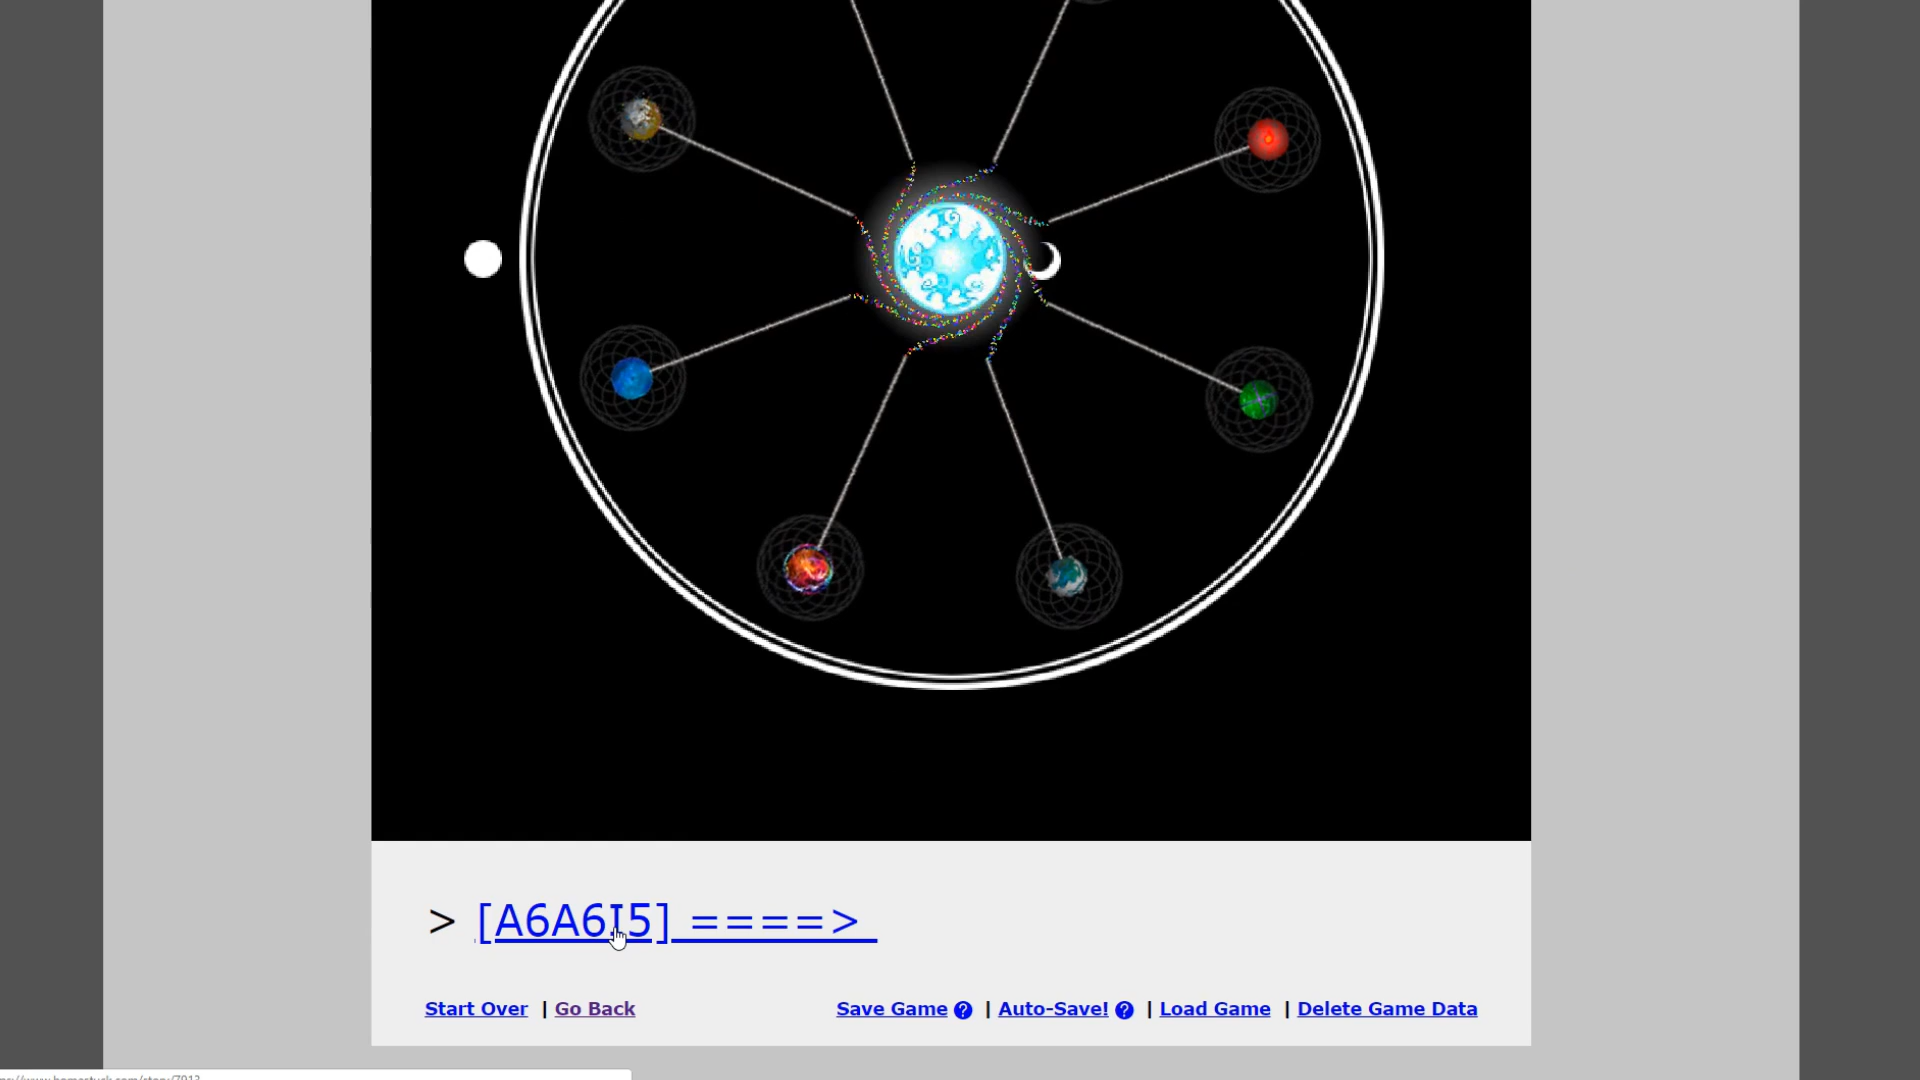 > [A6A6I5] ====>
Start Over | Go Back Save Game ? | Auto-Save! ? | Load Game | Delete Game Data